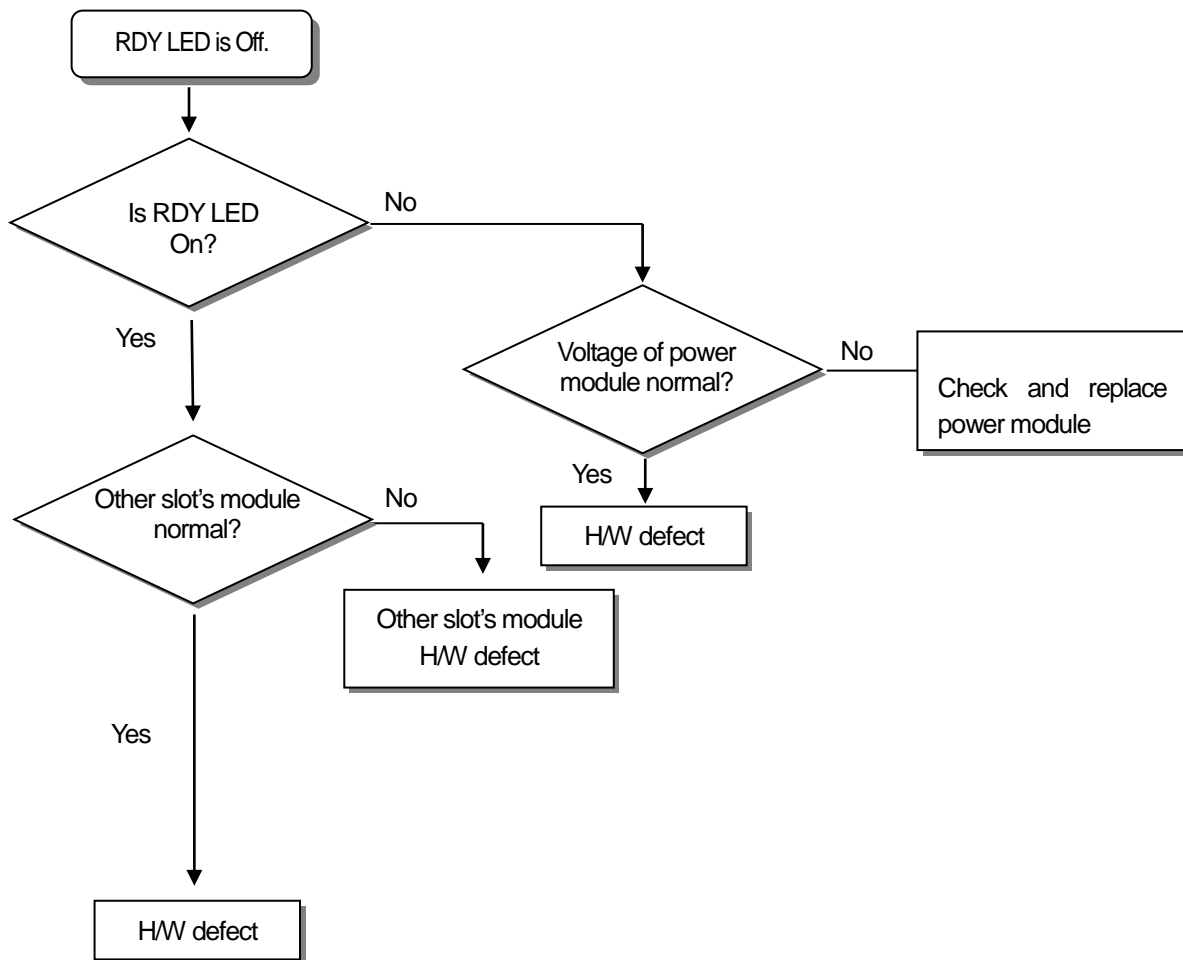 RDY LED is Off.
Is RDY LED
On?
No
Yes
Voltage of power
module normal?
No
Check and replace
power module
Yes
H/W defect
Other slot's module
normal?
No
Other slot's module
H/W defect
Yes
H/W defect